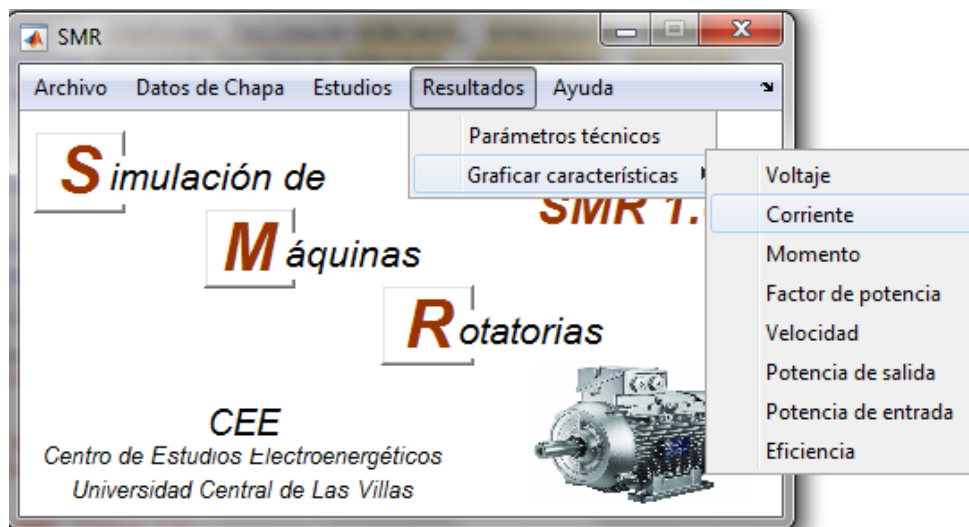 SMR
Archivo Datos de Chapa Estudios Resultados Ayuda
Parámetros técnicos
Graficar características
Voltaje
Corriente
Momento
Factor de potencia
Velocidad
Potencia de salida
Potencia de entrada
Eficiencia
Simulación de
SMR 1.
Máquinas
Rotatorias
CEE
Centro de Estudios Electroenergéticos
Universidad Central de Las Villas